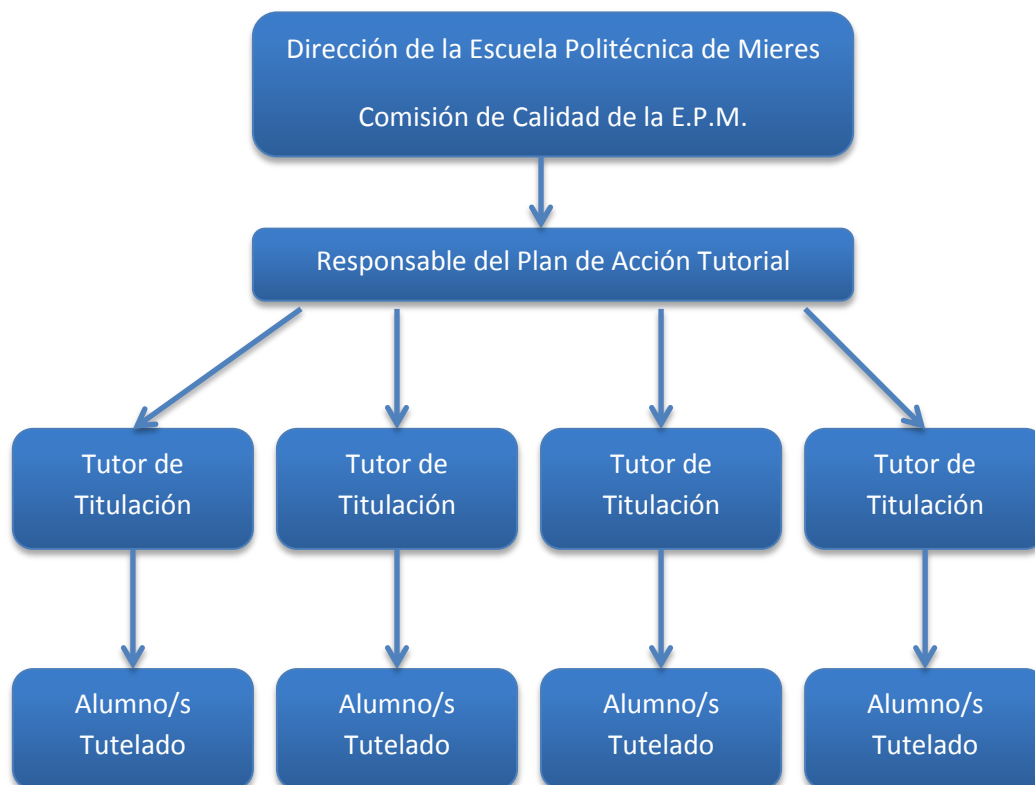 Dirección de la Escuela Politécnica de Mieres
Comisión de Calidad de la E.P.M.
Responsable del Plan de Acción Tutorial
Tutor de
Titulación
Tutor de
Titulación
Tutor de
Titulación
Tutor de
Titulación
Alumno/s
Tutelado
Alumno/s
Tutelado
Alumno/s
Tutelado
Alumno/s
Tutelado